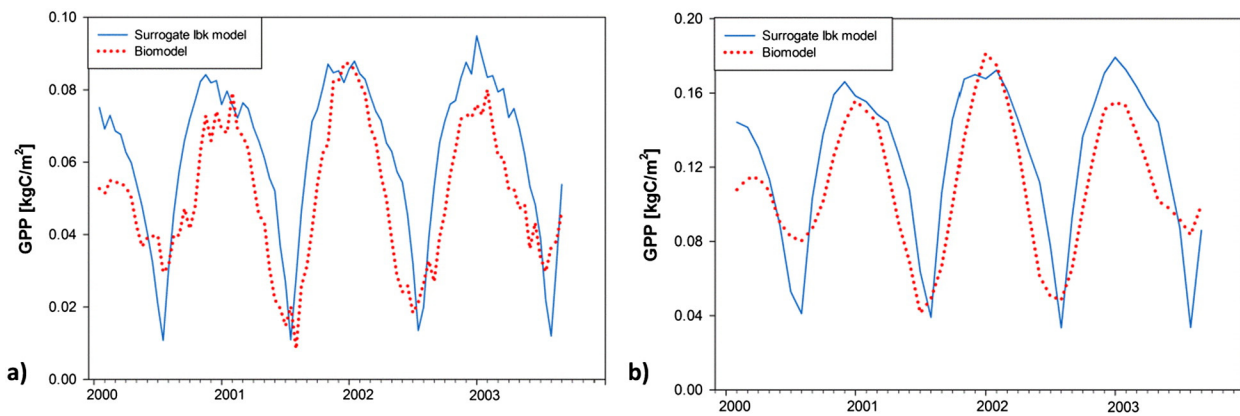 Surrogate lbk model
Biomodel
GPP [kgC/m²]
0.10
0.08
0.06
0.04
0.02
0.00
2000
2001
2002
2003
a)
Surrogate lbk model
Biomodel
GPP [kgC/m²]
0.20
0.16
0.12
0.08
0.04
0.00
2000
2001
2002
2003
b)